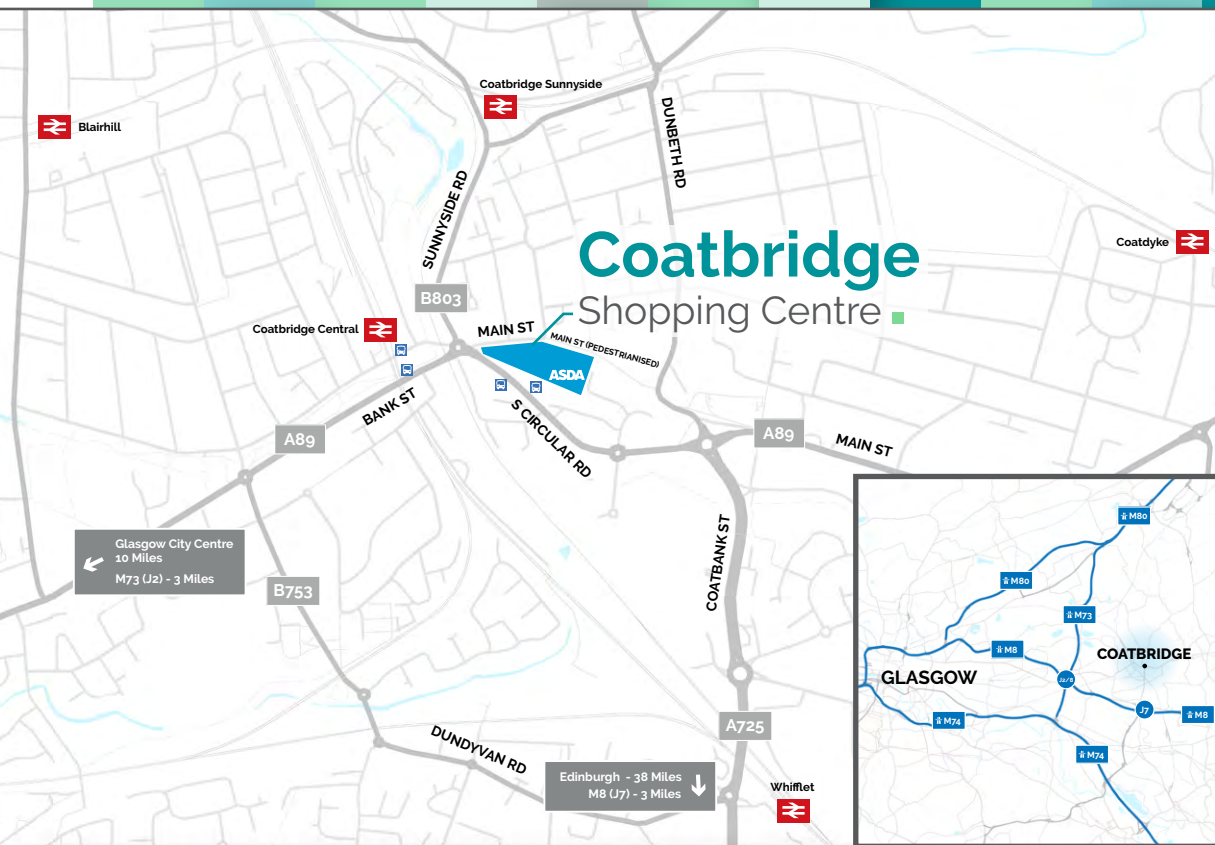 Coatbridge Sunnyside
Blairhill
DUNBETH RD
SUNNYSIDE RD
Coatdyke
Coatbridge
Shopping Centre
B803
Coatbridge Central
MAIN ST
MAIN ST (PEDESTRIANISED)
ASDA
BANK ST
S CIRCULAR RD
A89
A89
MAIN ST
Glasgow City Centre
10 Miles
M73 (J2) - 3 Miles
B753
COATBANK ST
A725
DUNDYVAN RD
Edinburgh - 38 Miles
M8 (J7) - 3 Miles
Whifflet
M80
M80
M73
M8
COATBRIDGE
GLASGOW
J2/8
J7
M8
M74
M74